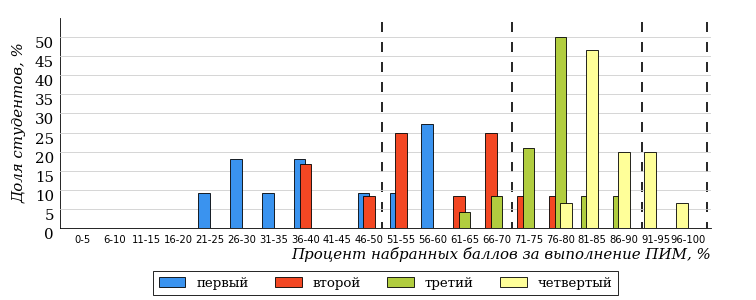 Доля студентов, %
50
45
40
35
30
25
20
15
10
5
0
0-5 6-10 11-15 16-20 21-25 26-30 31-35 36-40 41-45 46-50 51-55 56-60 61-65 66-70 71-75 76-80 81-85 86-90 91-95 96-100
Процент набранных баллов за выполнение ПИМ, %
первый второй третий четвертый